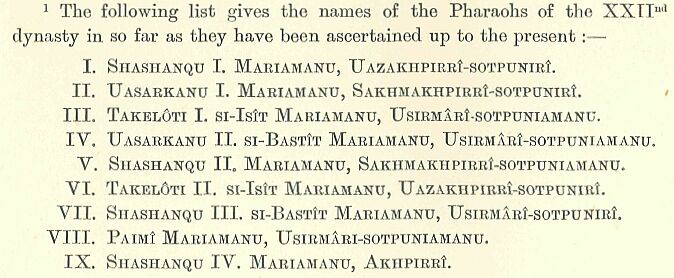 ¹ The following list gives the names of the Pharaohs of the XXIIⁿᵈ
dynasty in so far as they have been ascertained up to the present :—
I. Shashanqu I. Mariamanu, Uazakhpirrî-sotpunirî.
II. Uasarkanu I. Mariamanu, Sakhmakhpirrî-sotpunirî.
III. Takelôti I. si-Isît Mariamanu, Usirmârî-sotpuniamanu.
IV. Uasarkanu II. si-Bastît Mariamanu, Usirmârî-sotpuniamanu.
V. Shashanqu II. Mariamanu, Sakhmakhpirrî-sotpuniamanu.
VI. Takelôti II. si-Isît Mariamanu, Uazakhpirrî-sotpunirî.
VII. Shashanqu III. si-Bastît Mariamanu, Usirmârî-sotpunirî.
VIII. Paimî Mariamanu, Usirmâri-sotpuniamanu.
IX. Shashanqu IV. Mariamanu, Akhpirrî.